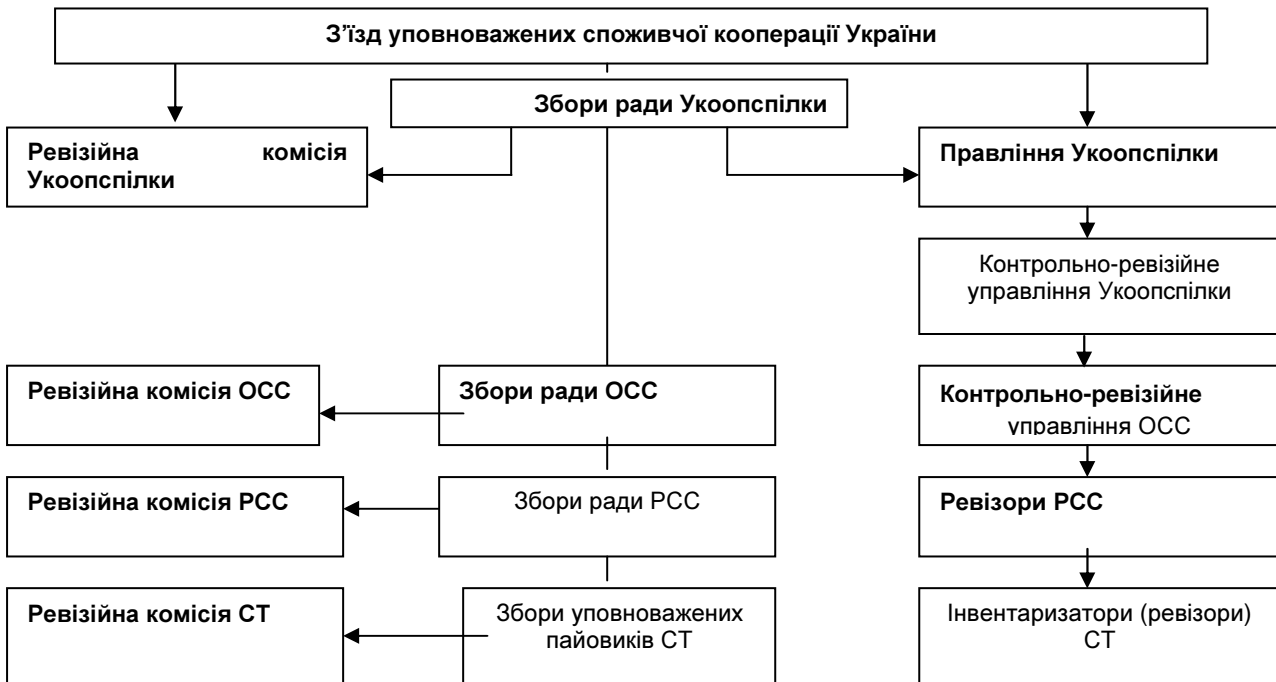 З’їзд уповноважених споживчої кооперації України
Збори ради Укоопспілки
Ревізійна комісія
Укоопспілки
Правління Укоопспілки
Контрольно-ревізійне
управління Укоопспілки
Ревізійна комісія ОСС
Збори ради ОСС
Контрольно-ревізійне
управління ОСС
Ревізійна комісія РСС
Збори ради РСС
Ревізори РСС
Ревізійна комісія СТ
Збори уповноважених
пайовиків СТ
Інвентаризатори (ревізори)
СТ